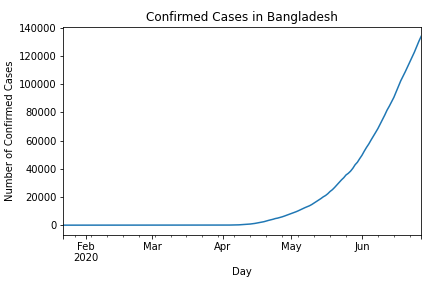 Confirmed Cases in Bangladesh
140000
120000
100000
80000
60000
40000
20000
0
Number of Confirmed Cases
Feb Mar Apr May Jun
2020
Day